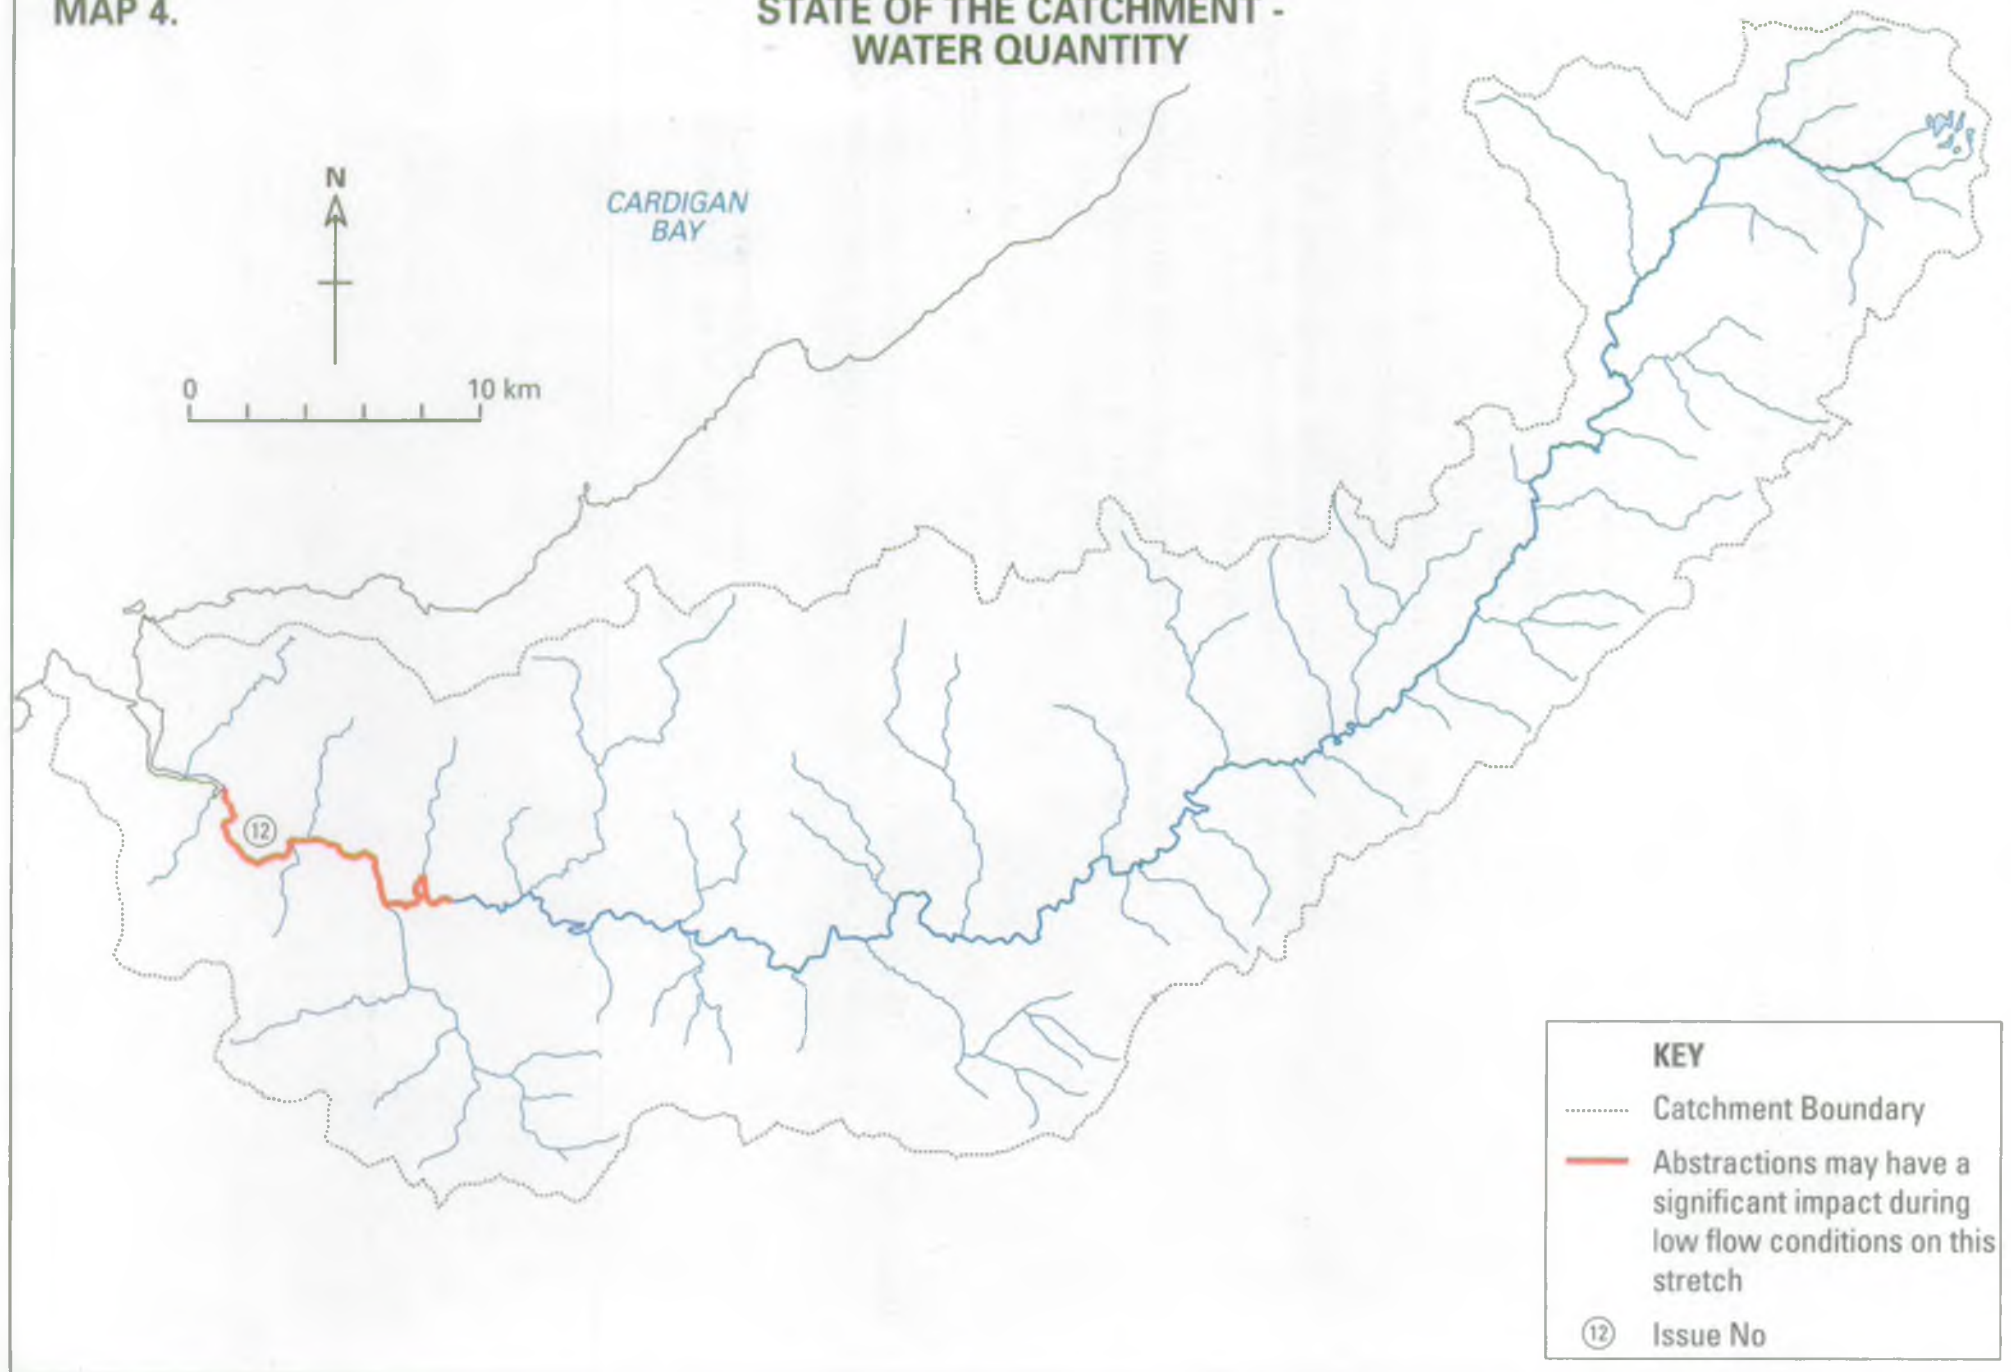 MAP 4.
STATE OF THE CATCHMENT -
WATER QUANTITY
N
CARDIGAN
BAY
0 10 km
12
KEY
Catchment Boundary
Abstractions may have a
significant impact during
low flow conditions on this
stretch
12 Issue No